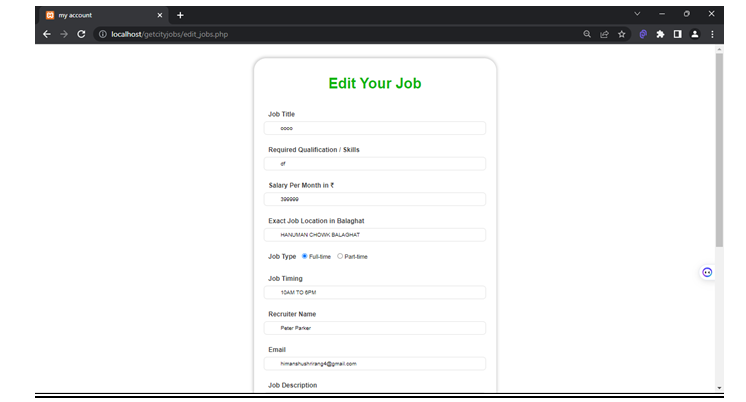 my account
localhost/getcityjobs/edit_jobs.php
Edit Your Job
Job Title
oooo
Required Qualification / Skills
df
Salary Per Month in ₹
399999
Exact Job Location in Balaghat
HANUMAN CHOWK BALAGHAT
Job Type Full-time Part-time
Job Timing
10AM TO 6PM
Recruiter Name
Peter Parker
Email
himanshushrirang4@gmail.com
Job Description